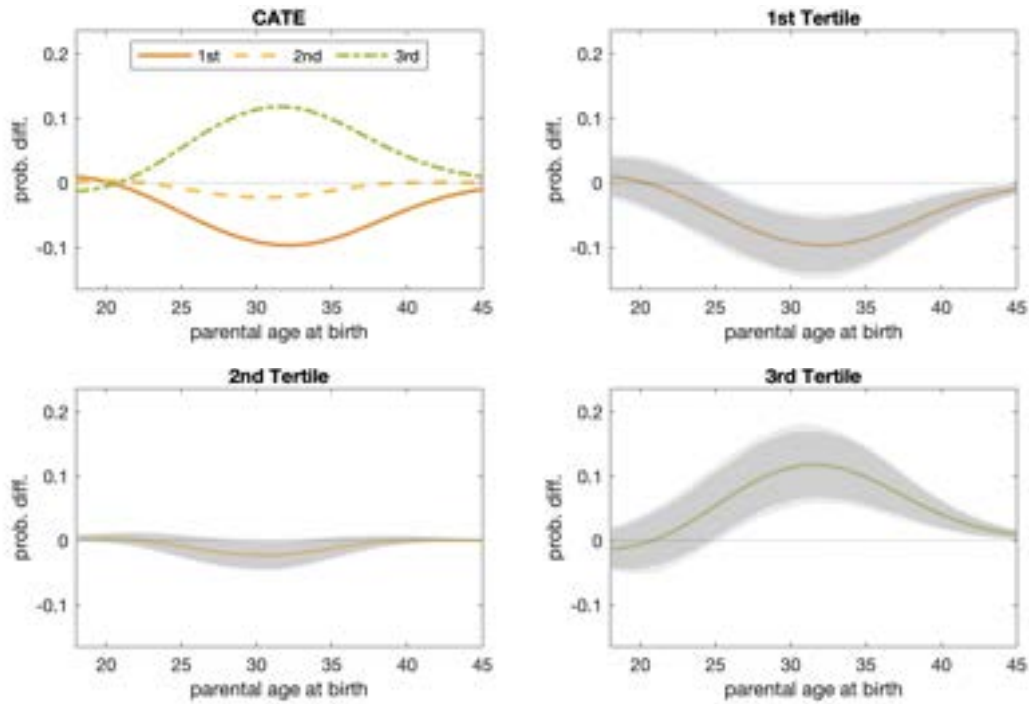 CATE
1st 2nd 3rd
0.2
0.1
0
-0.1
prob. diff.
20 25 30 35 40 45
parental age at birth
1st Tertile
0.2
0.1
0
-0.1
prob. diff.
20 25 30 35 40 45
parental age at birth
2nd Tertile
0.2
0.1
0
-0.1
prob. diff.
20 25 30 35 40 45
parental age at birth
3rd Tertile
0.2
0.1
0
-0.1
prob. diff.
20 25 30 35 40 45
parental age at birth